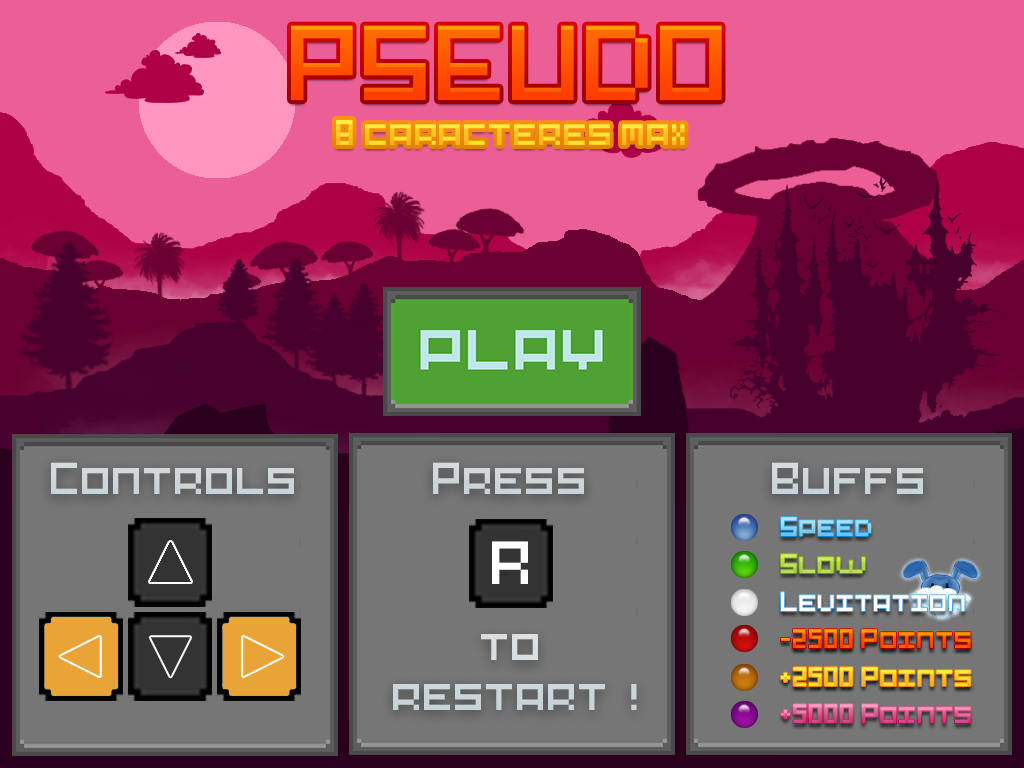 PSEUDO
8 CARACTERES MAX
PLAY
CONTROLS
PRESS
R
TO
RESTART !
BUFFS
SPEED
SLOW
LEVITATION
-2500 POINTS
+2500 POINTS
+5000 POINTS